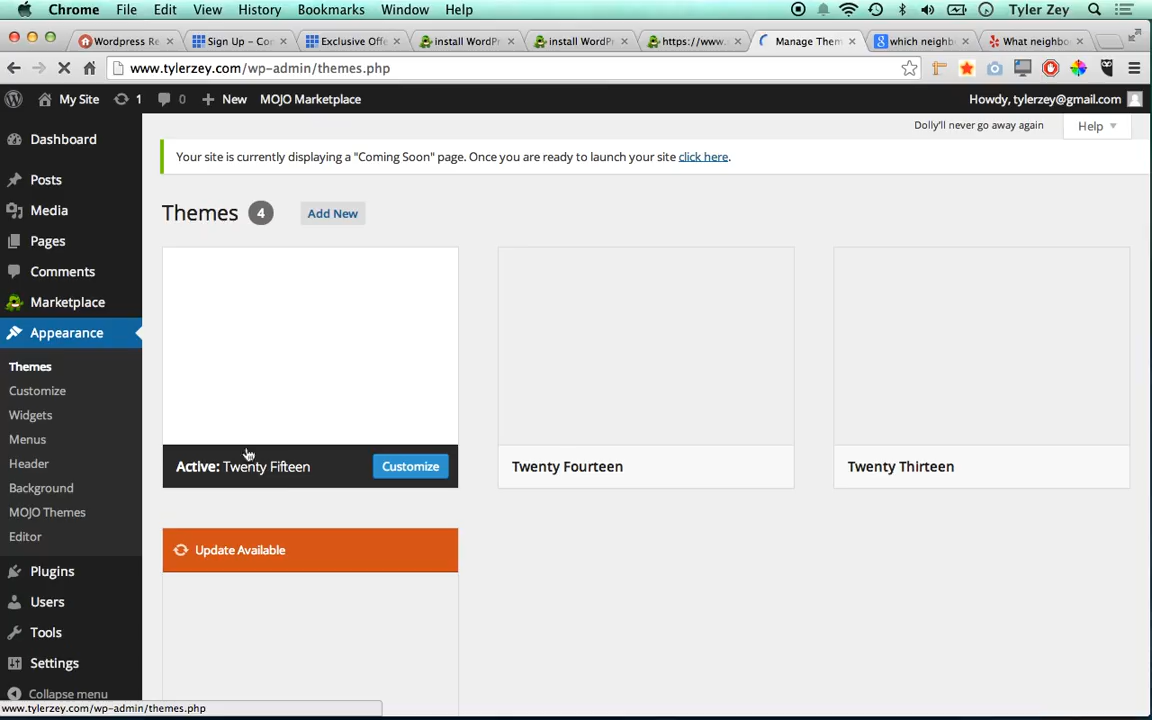 Chrome File Edit View History Bookmarks Window Help Tyler Zey
Wordpress Re Sign Up – Co Exclusive Offe install WordPr install WordPr https://www. Manage Them which neighb What neighbo
www.tylerzey.com/wp-admin/themes.php
My Site 1 0 New MOJO Marketplace Howdy, tylerzey@gmail.com
Dolly'll never go away again Help
Dashboard
Your site is currently displaying a "Coming Soon" page. Once you are ready to launch your site click here.
Posts
Media
Themes 4 Add New
Pages
Comments
Marketplace
Appearance
Themes
Customize
Widgets
Menus
Header
Background
MOJO Themes
Editor
Active: Twenty Fifteen Customize
Twenty Fourteen
Twenty Thirteen
Update Available
Plugins
Users
Tools
Settings
Collapse menu
www.tylerzey.com/wp-admin/themes.php